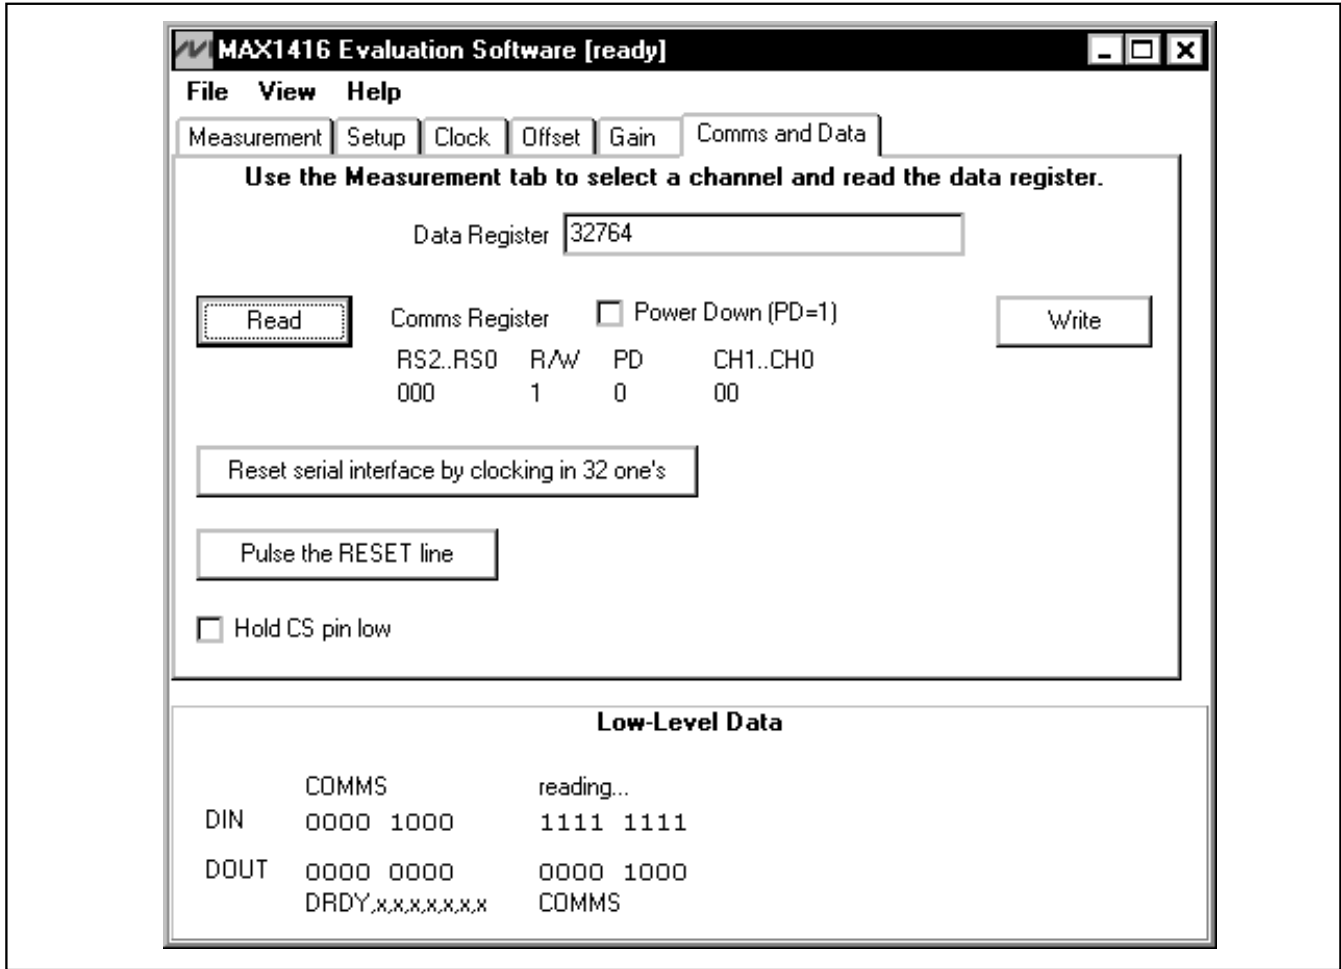 MAX1416 Evaluation Software [ready]
File View Help
Measurement Setup Clock Offset Gain Comms and Data
Use the Measurement tab to select a channel and read the data register.
Data Register 32764
Read Comms Register Power Down (PD=1) Write
RS2..RS0 R/W PD CH1..CH0
000 1 0 00
Reset serial interface by clocking in 32 one's
Pulse the RESET line
Hold CS pin low
Low-Level Data
COMMS reading...
DIN 0000 1000 1111 1111
DOUT 0000 0000 0000 1000
DRDY,x,x,x,x,x,x,x COMMS